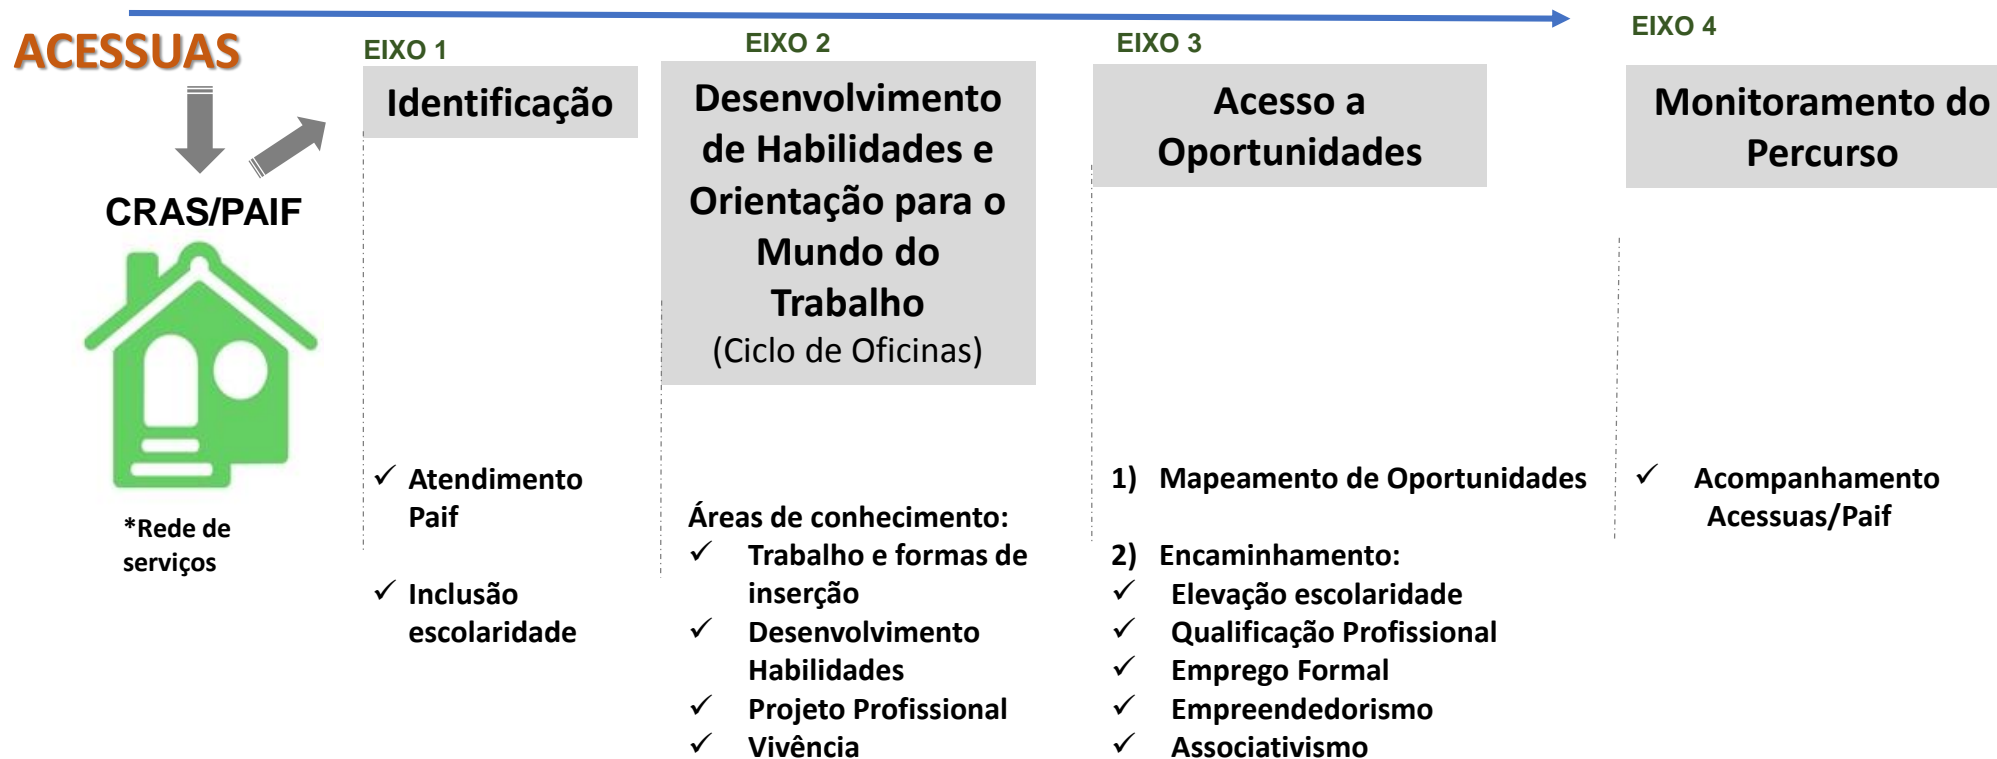 ACESSUAS
CRAS/PAIF
*Rede de
serviços
EIXO 1
Identificação
✓ Atendimento
Paif
✓ Inclusão
escolaridade
EIXO 2
Desenvolvimento
de Habilidades e
Orientação para o
Mundo do
Trabalho
(Ciclo de Oficinas)
Áreas de conhecimento:
✓ Trabalho e formas de
inserção
✓ Desenvolvimento
Habilidades
✓ Projeto Profissional
✓ Vivência
EIXO 3
Acesso a
Oportunidades
1) Mapeamento de Oportunidades
2) Encaminhamento:
✓ Elevação escolaridade
✓ Qualificação Profissional
✓ Emprego Formal
✓ Empreendedorismo
✓ Associativismo
EIXO 4
Monitoramento do
Percurso
✓ Acompanhamento
Acessuas/Paif